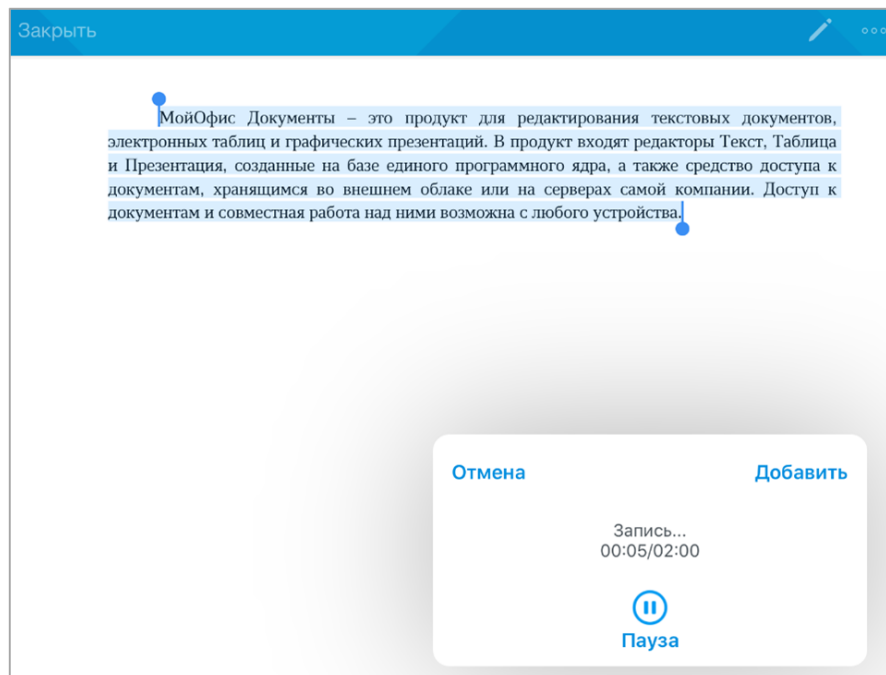 Закрыть
МойОфис Документы – это продукт для редактирования текстовых документов,
электронных таблиц и графических презентаций. В продукт входят редакторы Текст, Таблица
и Презентация, созданные на базе единого программного ядра, а также средство доступа к
документам, хранящимся во внешнем облаке или на серверах самой компании. Доступ к
документам и совместная работа над ними возможна с любого устройства.
Отмена Добавить
Запись...
00:05/02:00
Пауза